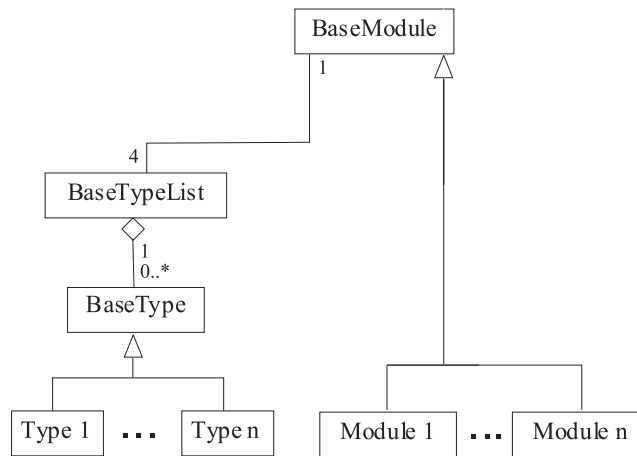 BaseModule
1
4
BaseTypeList
1
0..*
BaseType
Type 1 ... Type n
Module 1 ... Module n